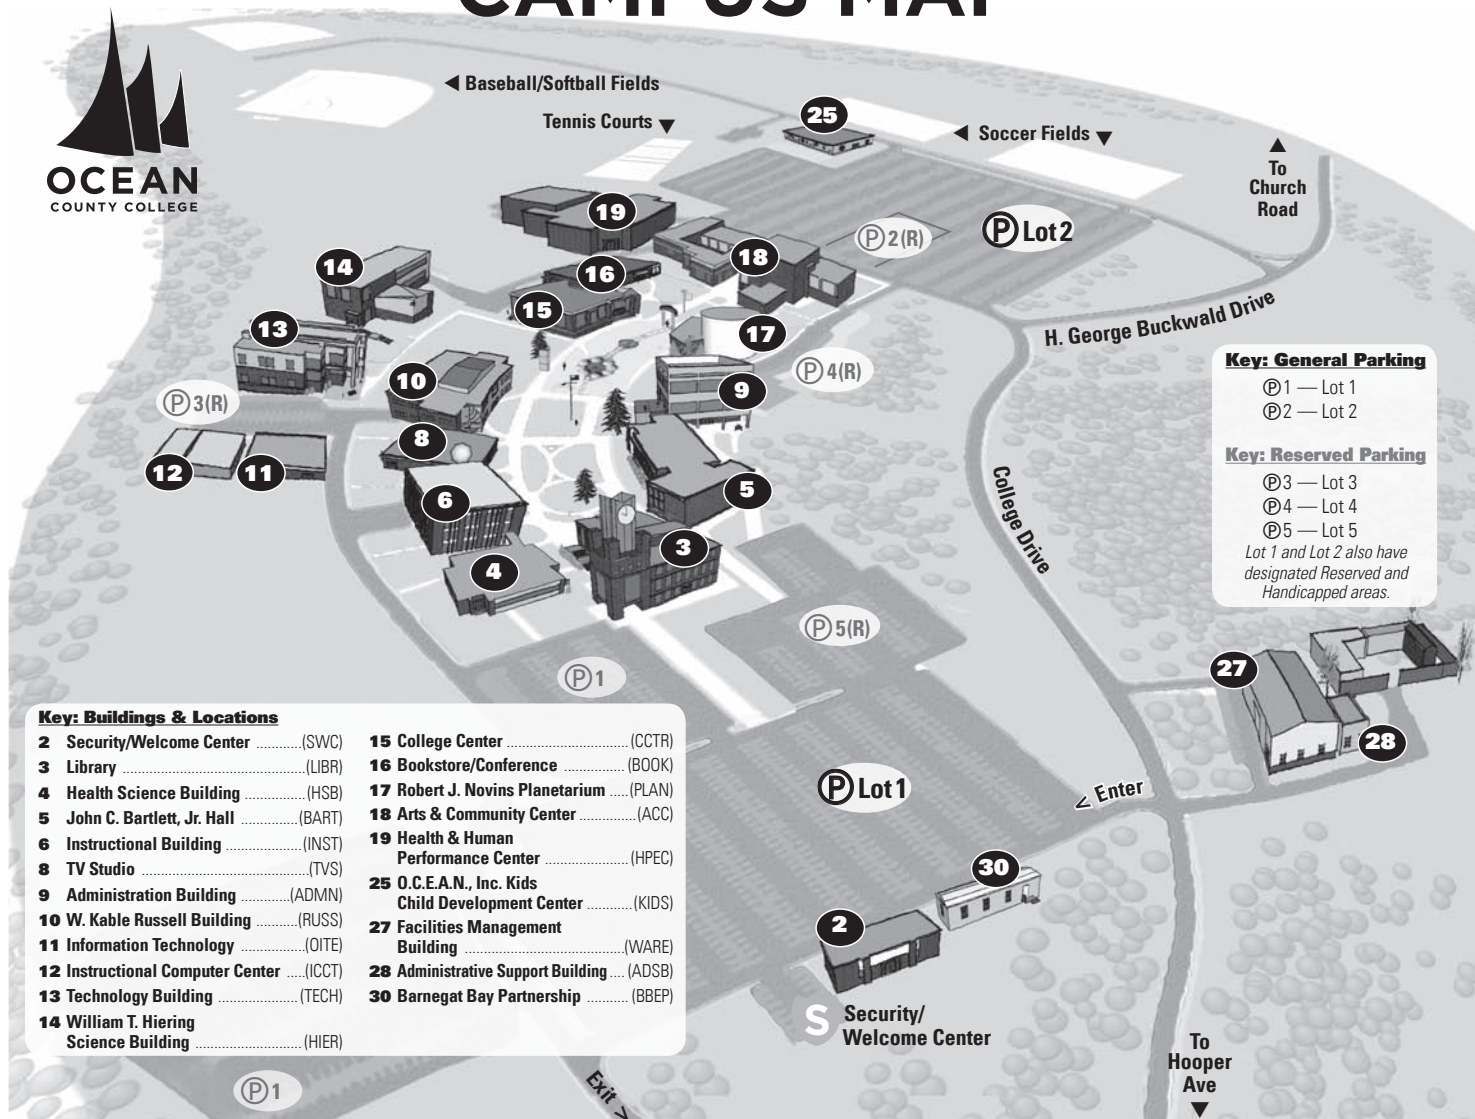 CAMPUS MAP
OCEAN
COUNTY COLLEGE
◀ Baseball/Softball Fields
Tennis Courts ▼
25
◀ Soccer Fields ▼
▲
To
Church
Road
19
Ⓟ2(R)
Ⓟ Lot 2
18
14
16
15
17
13
H. George Buckwald Drive
10
Ⓟ4(R)
9
Ⓟ3(R)
8
12
11
6
5
3
4
College Drive
Key: General Parking
Ⓟ1 — Lot 1
Ⓟ2 — Lot 2
Key: Reserved Parking
Ⓟ3 — Lot 3
Ⓟ4 — Lot 4
Ⓟ5 — Lot 5
Lot 1 and Lot 2 also have
designated Reserved and
Handicapped areas.
Ⓟ5(R)
Ⓟ1
27
28
Ⓟ Lot 1
< Enter
30
2
S
Security/
Welcome Center
To
Hooper
Ave
▼
Exit >
Ⓟ1
Key: Buildings & Locations
2 Security/Welcome Center ............(SWC)
3 Library ................................................(LIBR)
4 Health Science Building ...............(HSB)
5 John C. Bartlett, Jr. Hall ...............(BART)
6 Instructional Building ....................(INST)
8 TV Studio ..............................................(TVS)
9 Administration Building .............(ADMN)
10 W. Kable Russell Building ............(RUSS)
11 Information Technology .................(OITE)
12 Instructional Computer Center .....(ICCT)
13 Technology Building .....................(TECH)
14 William T. Hiering
Science Building ............................(HIER)
15 College Center ................................(CCTR)
16 Bookstore/Conference ................(BOOK)
17 Robert J. Novins Planetarium .....(PLAN)
18 Arts & Community Center ...............(ACC)
19 Health & Human
Performance Center ......................(HPEC)
25 O.C.E.A.N., Inc. Kids
Child Development Center ............(KIDS)
27 Facilities Management
Building ..........................................(WARE)
28 Administrative Support Building ....(ADSB)
30 Barnegat Bay Partnership ...........(BBEP)